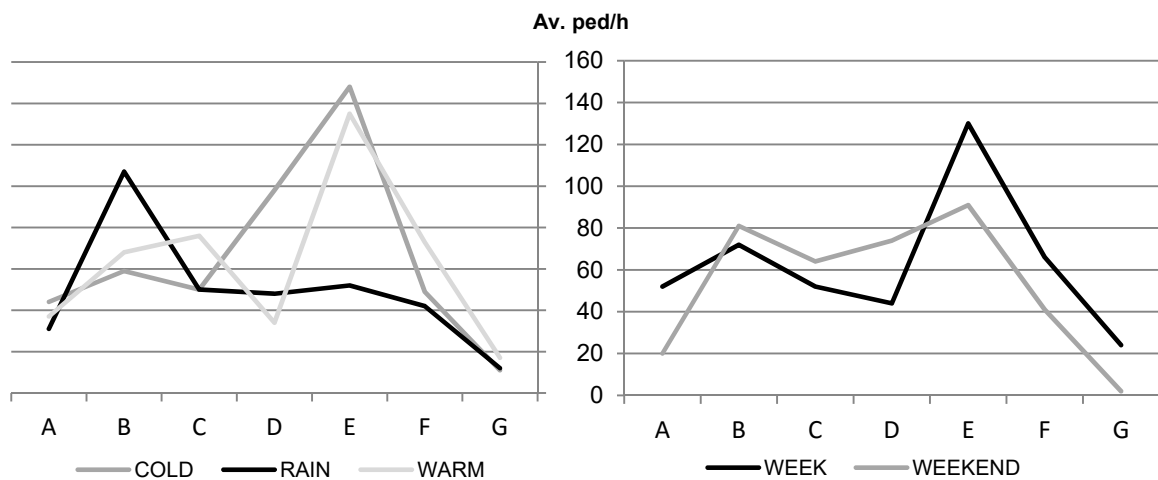 Av. ped/h
160
140
120
100
80
60
40
20
0
A B C D E F G
A B C D E F G
COLD RAIN WARM
WEEK WEEKEND